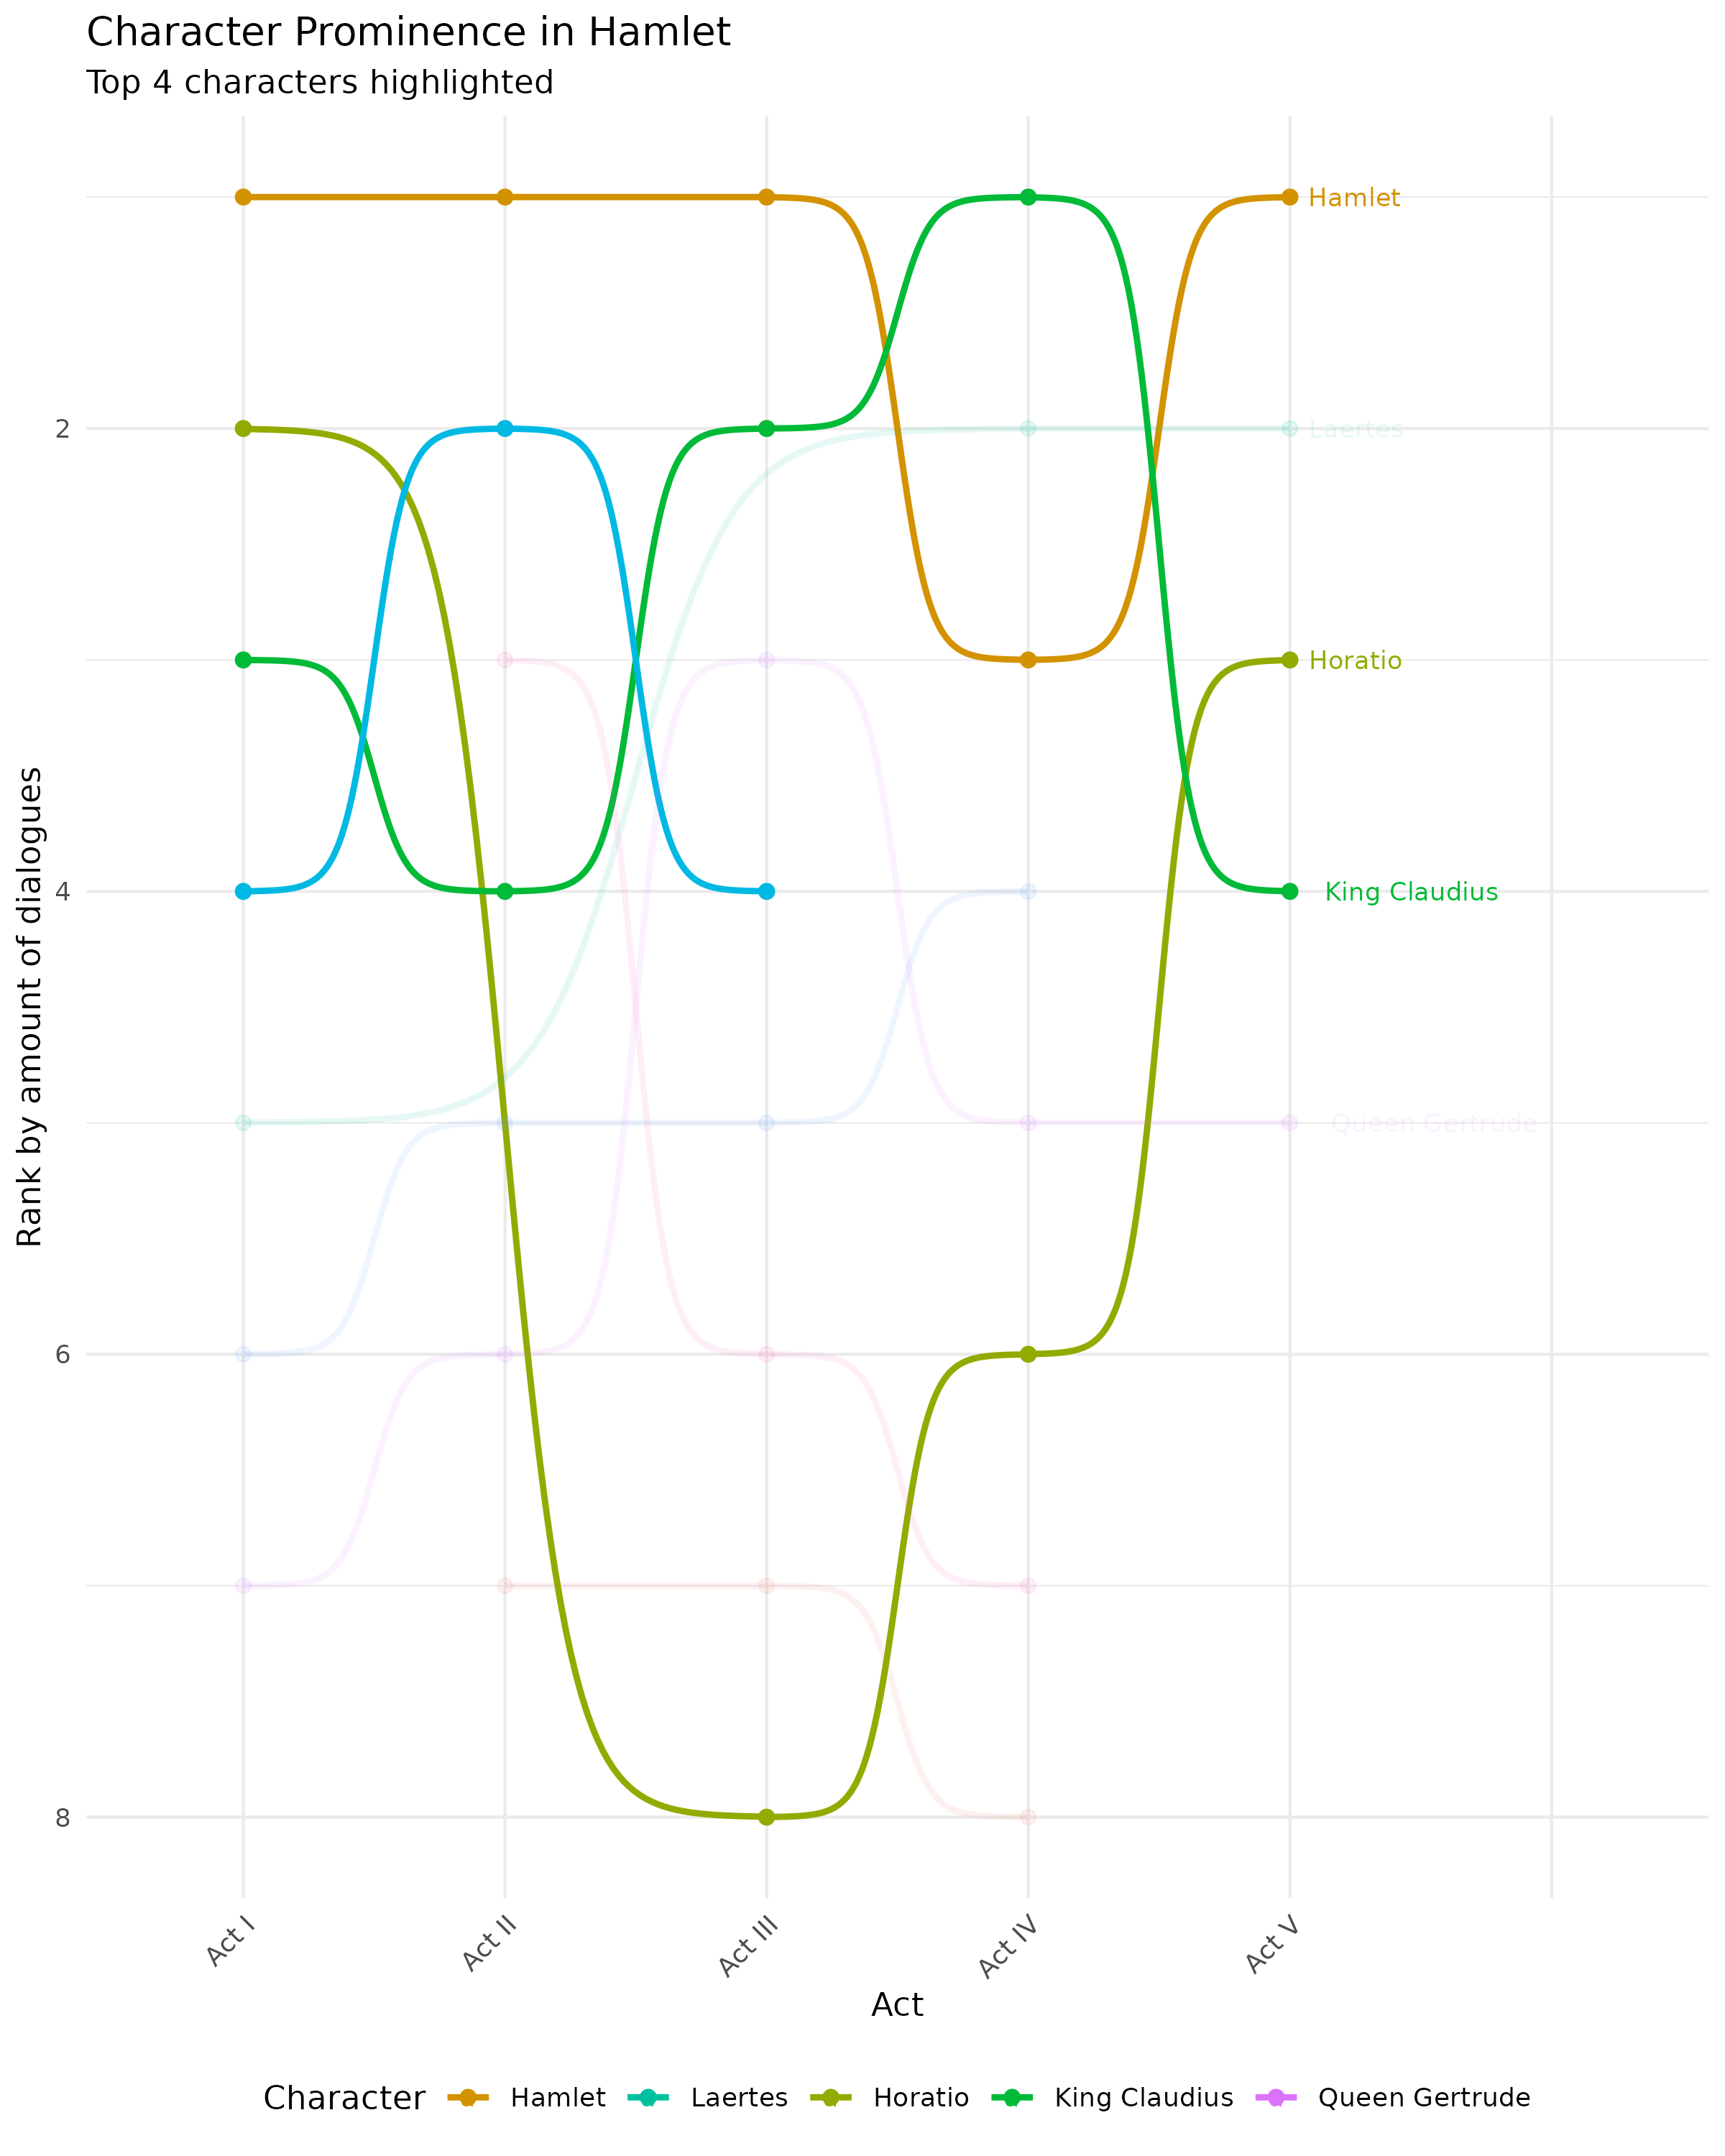 Character Prominence in Hamlet
Top 4 characters highlighted
Hamlet
2
Laertes
Horatio
Rank by amount of dialogues
4
King Claudius
Queen Gertrude
6
8
Act I
Act II
Act III
Act IV
Act V
Act
Character Hamlet Laertes Horatio King Claudius Queen Gertrude